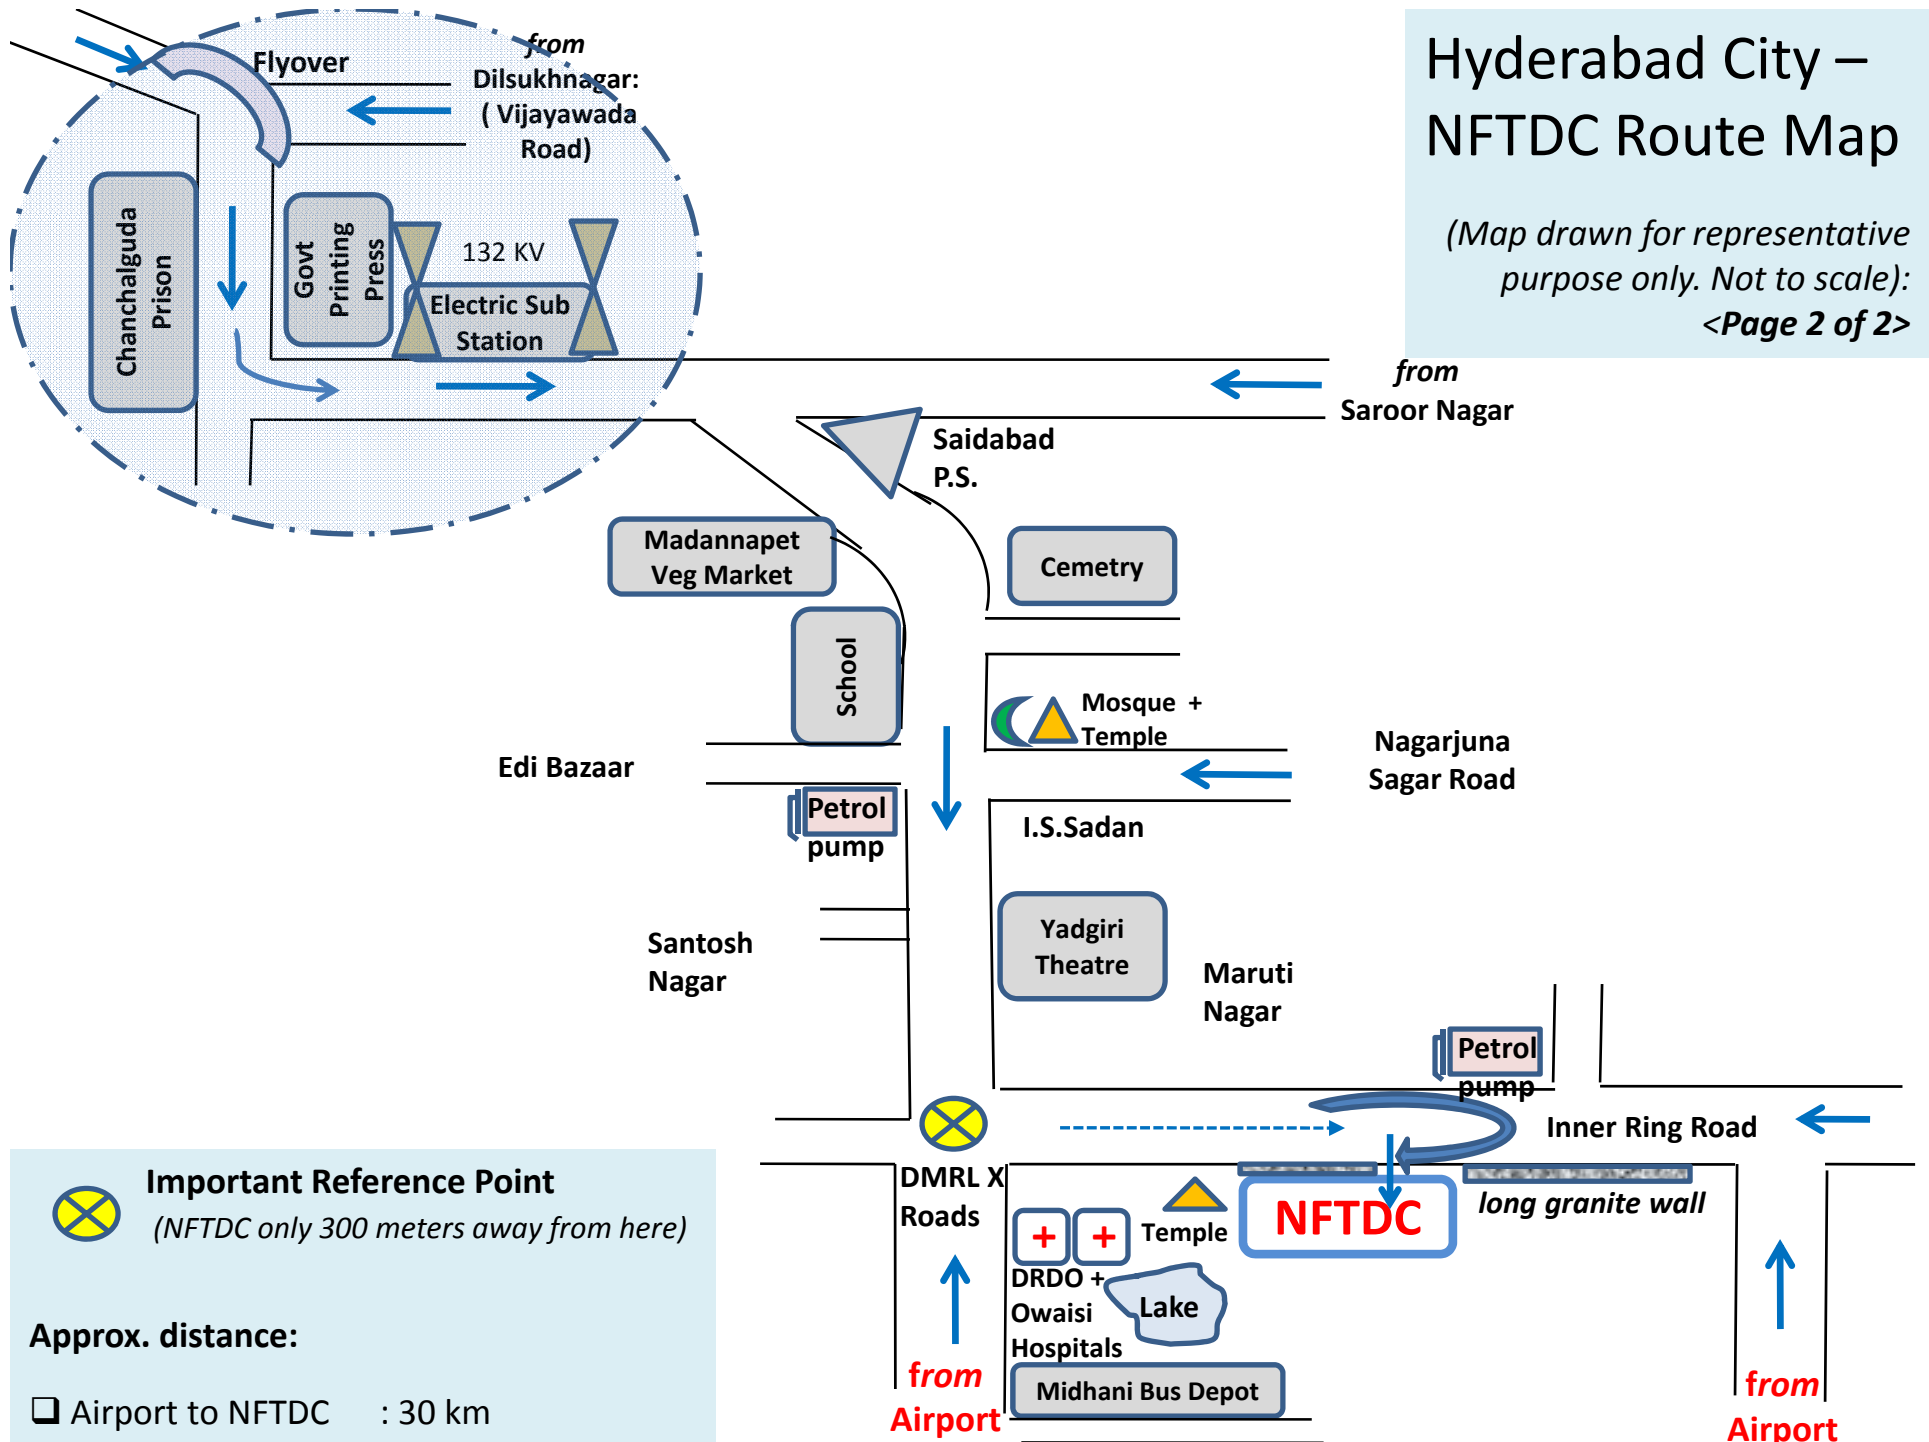 Hyderabad City –
NFTDC Route Map
(Map drawn for representative
purpose only. Not to scale):
<Page 2 of 2>
Flyover
from
Dilsukhnagar:
( Vijayawada
Road)
Chanchalguda
Prison
Govt
Printing
Press
132 KV
Electric Sub
Station
from
Saroor Nagar
Saidabad
P.S.
Madannapet
Veg Market
Cemetry
School
Mosque +
Temple
Edi Bazaar
Nagarjuna
Sagar Road
Petrol
pump
I.S.Sadan
Santosh
Nagar
Yadgiri
Theatre
Maruti
Nagar
Petrol
pump
Inner Ring Road
DMRL X
Roads
Temple
NFTDC
long granite wall
+ +
DRDO +
Owaisi
Hospitals
Lake
Midhani Bus Depot
from
Airport
from
Airport
Important Reference Point
(NFTDC only 300 meters away from here)
Approx. distance:
❑ Airport to NFTDC : 30 km